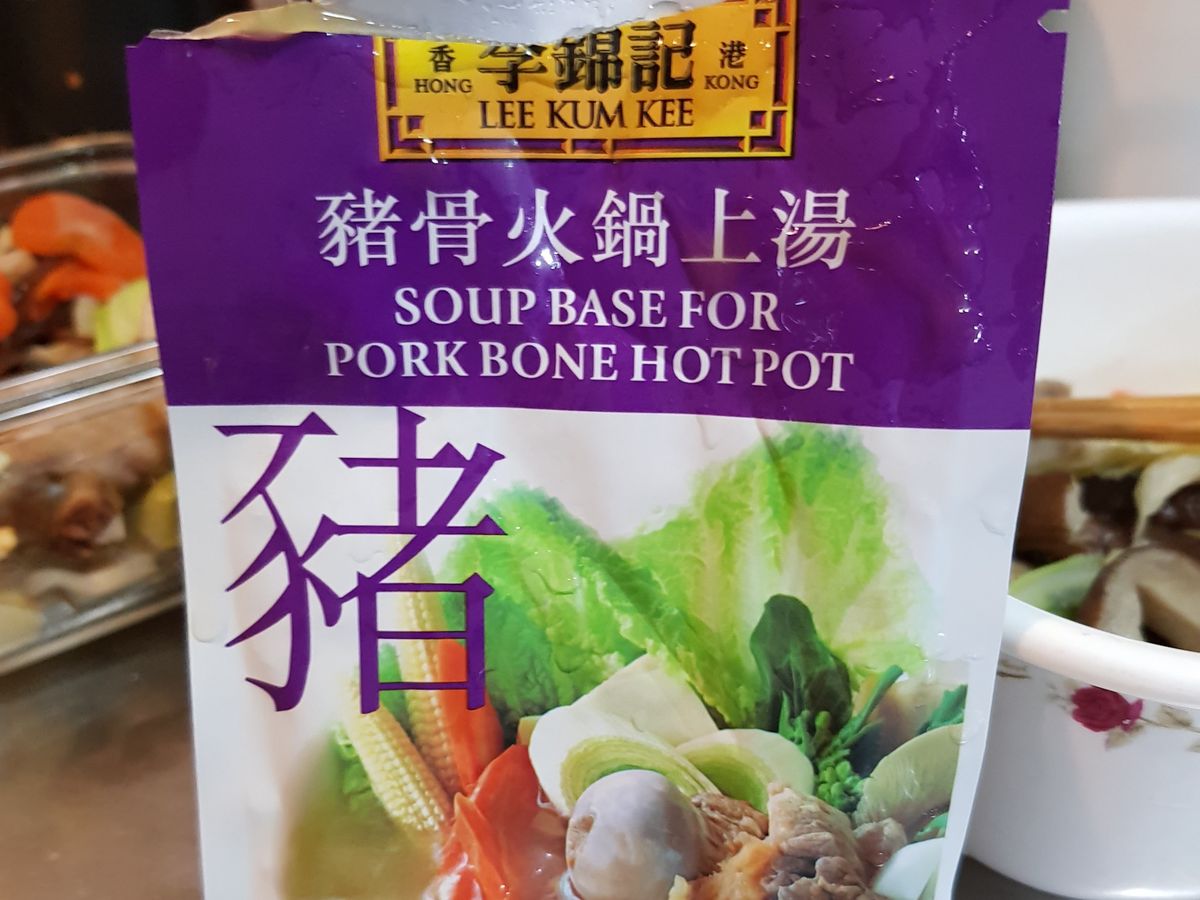 香 李錦記 港
HONG KONG
LEE KUM KEE
豬骨火鍋上湯
SOUP BASE FOR
PORK BONE HOT POT
豬